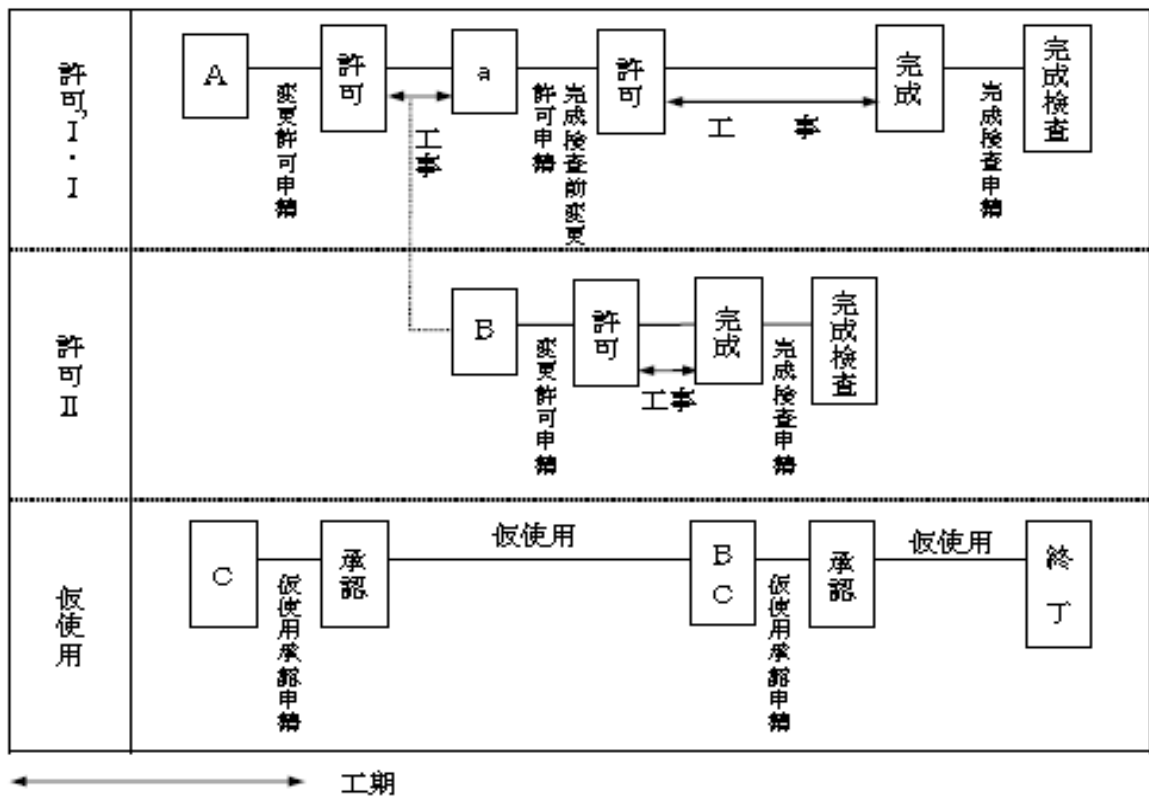 許可,Ⅰ・Ⅰ
A
変更許可申請
許可
工事
a
完成検査前変更
許可申請
許可
工 事
完成
完成検査申請
完成検査
許可Ⅱ
B
変更許可申請
許可
工事
完成
完成検査申請
完成検査
仮使用
C
仮使用承認申請
承認
仮使用
B
C
仮使用承認申請
承認
仮使用
終了
工期